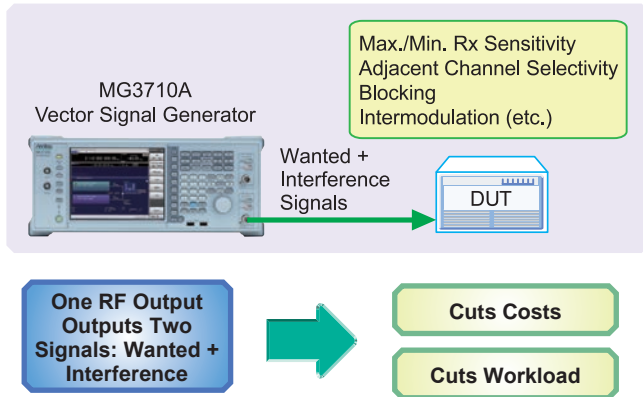 Max./Min. Rx Sensitivity
Adjacent Channel Selectivity
Blocking
Intermodulation (etc.)
MG3710A
Vector Signal Generator
Wanted +
Interference
Signals
DUT
One RF Output
Outputs Two
Signals: Wanted +
Interference
Cuts Costs
Cuts Workload